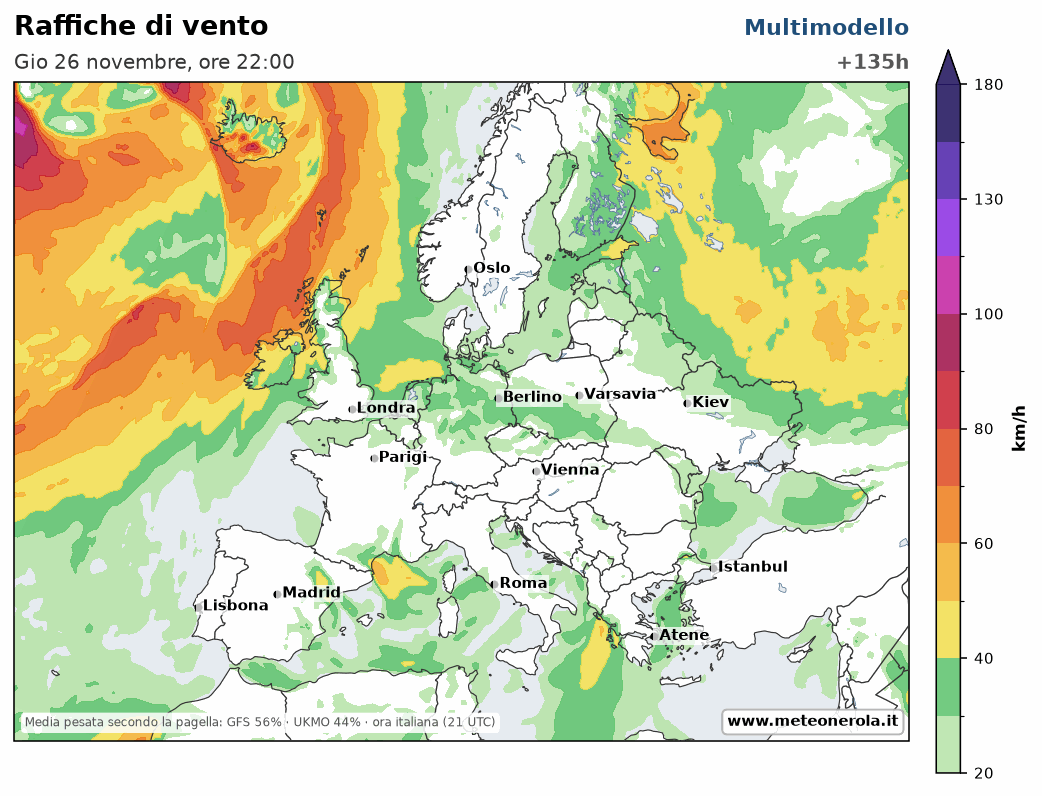 Raffiche di vento
Multimodello
Gio 26 novembre, ore 22:00
+135h
180
130
100
80
60
40
20
km/h
Oslo
Londra
Berlino
Varsavia
Kiev
Parigi
Vienna
Istanbul
Madrid
Roma
Lisbona
Atene
Media pesata secondo la pagella: GFS 56% · UKMO 44% · ora italiana (21 UTC)
www.meteonerola.it